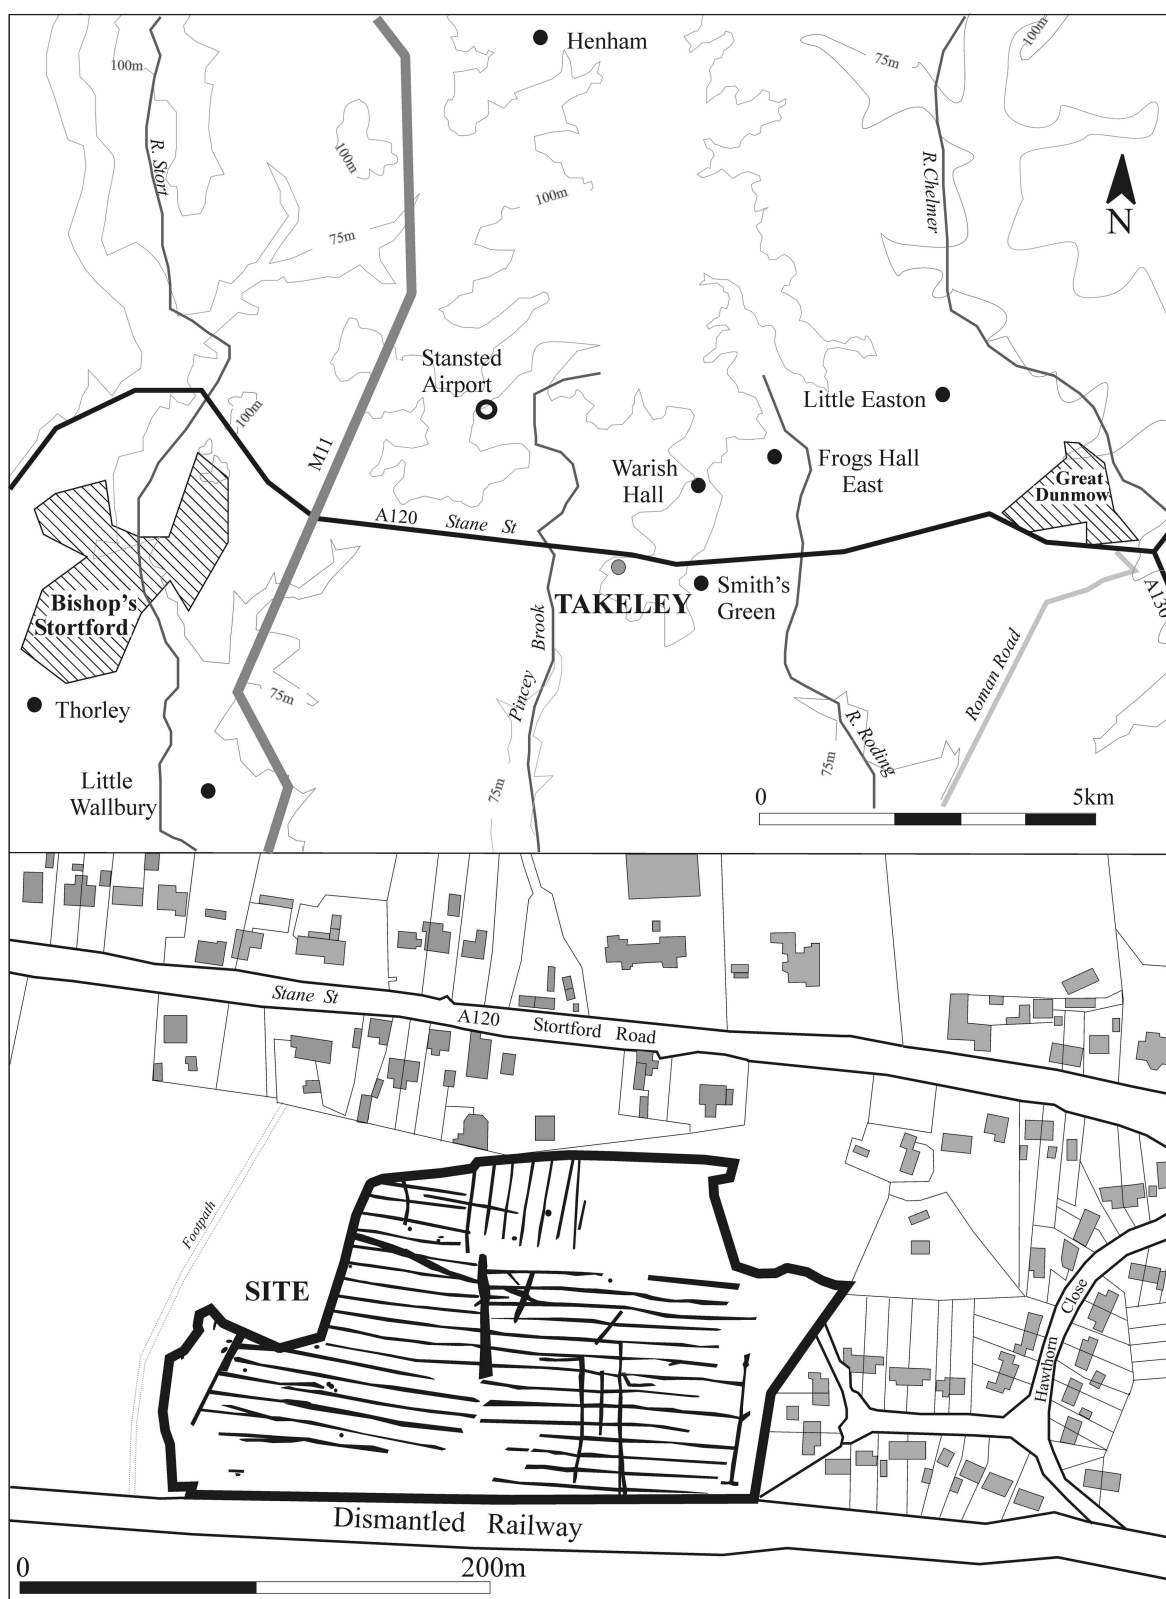 Henham
100m
100m
75m
R. Stort
100m
R.Chelmer
100m
N
75m
Stansted
Airport
Little Easton
100m
M11
Warish
Hall
Frogs Hall
East
Great
Dunmow
A120
Stane St
Bishop's
Stortford
TAKELEY
Smith's
Green
A130
Pincey Brook
Roman Road
75m
Thorley
R. Roding
75m
75m
Little
Wallbury
0
5km
Stane St
A120
Stortford Road
Footpath
SITE
Hawthorn Close
Dismantled Railway
0
200m